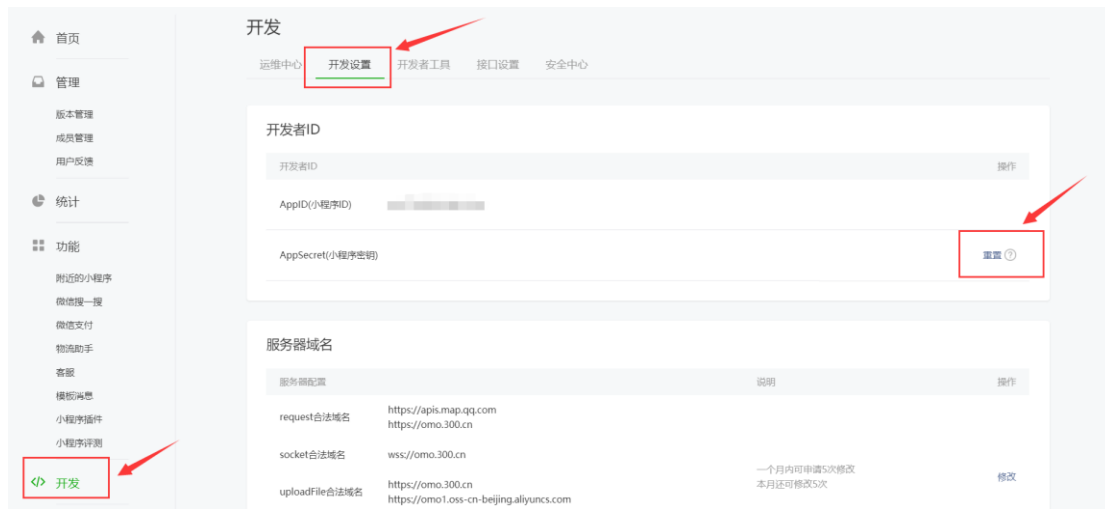 首页
管理
版本管理
成员管理
用户反馈
统计
功能
附近的小程序
微信搜一搜
微信支付
物流助手
客服
模板消息
小程序插件
小程序评测
</> 开发
开发
运维中心 开发设置 开发者工具 接口设置 安全中心
开发者ID
开发者ID 操作
AppID(小程序ID)
AppSecret(小程序密钥) 重置 ?
服务器域名
服务器配置 说明 操作
request合法域名 https://apis.map.qq.com
https://omo.300.cn
socket合法域名 wss://omo.300.cn
一个月内可申请5次修改
本月还可修改5次
修改
uploadFile合法域名 https://omo.300.cn
https://omo1.oss-cn-beijing.aliyuncs.com